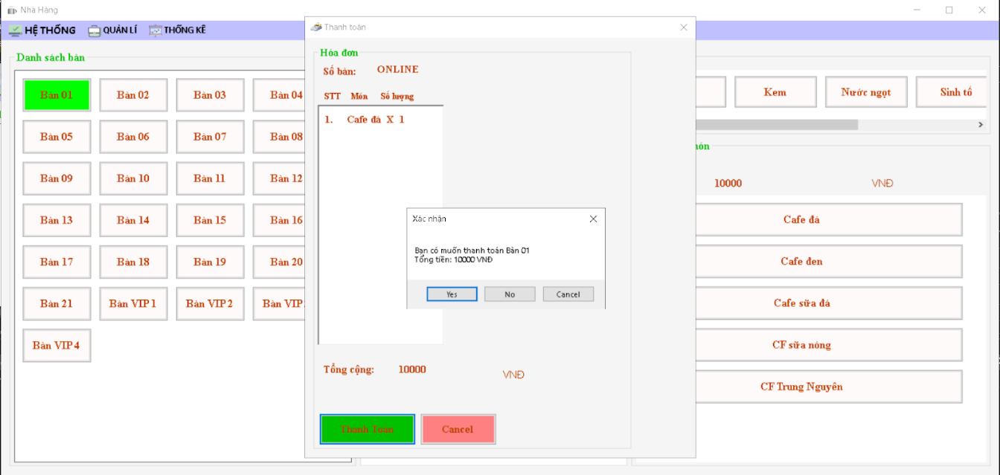 Nhà Hàng
HỆ THỐNG QUẢN LÍ THỐNG KÊ
Danh sách bàn
Bàn 01 Bàn 02 Bàn 03 Bàn 04
Bàn 05 Bàn 06 Bàn 07 Bàn 08
Bàn 09 Bàn 10 Bàn 11 Bàn 12
Bàn 13 Bàn 14 Bàn 15 Bàn 16
Bàn 17 Bàn 18 Bàn 19 Bàn 20
Bàn 21 Bàn VIP 1 Bàn VIP 2 Bàn VIP
Bàn VIP 4
Thanh toán
Hóa đơn
Số bàn: ONLINE
STT Món Số lượng
1. Cafe đá X 1
Xác nhận
Bạn có muốn thanh toán Bàn 01
Tổng tiền: 10000 VNĐ
Yes No Cancel
Tổng cộng: 10000 VNĐ
Thanh Toán Cancel
Kem Nước ngọt Sinh tố
10000 VNĐ
Cafe đá
Cafe đen
Cafe sữa đá
CF sữa nóng
CF Trung Nguyên